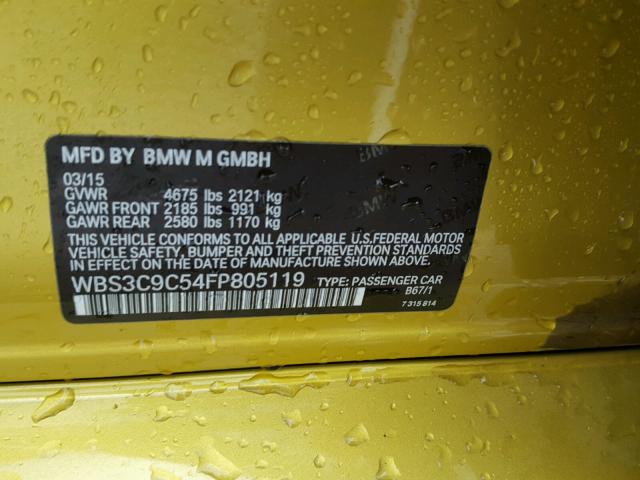 MFD BY BMW M GMBH
03/15
GVWR 4675 lbs 2121 kg
GAWR FRONT 2185 lbs 991 kg
GAWR REAR 2580 lbs 1170 kg
THIS VEHICLE CONFORMS TO ALL APPLICABLE U.S.FEDERAL MOTOR
VEHICLE SAFETY, BUMPER, AND THEFT PREVENTION STANDARDS
IN EFFECT ON THE DATE OF MANUFACTURE SHOWN ABOVE.
WBS3C9C54FP805119 TYPE: PASSENGER CAR
B67/1
7 315 814